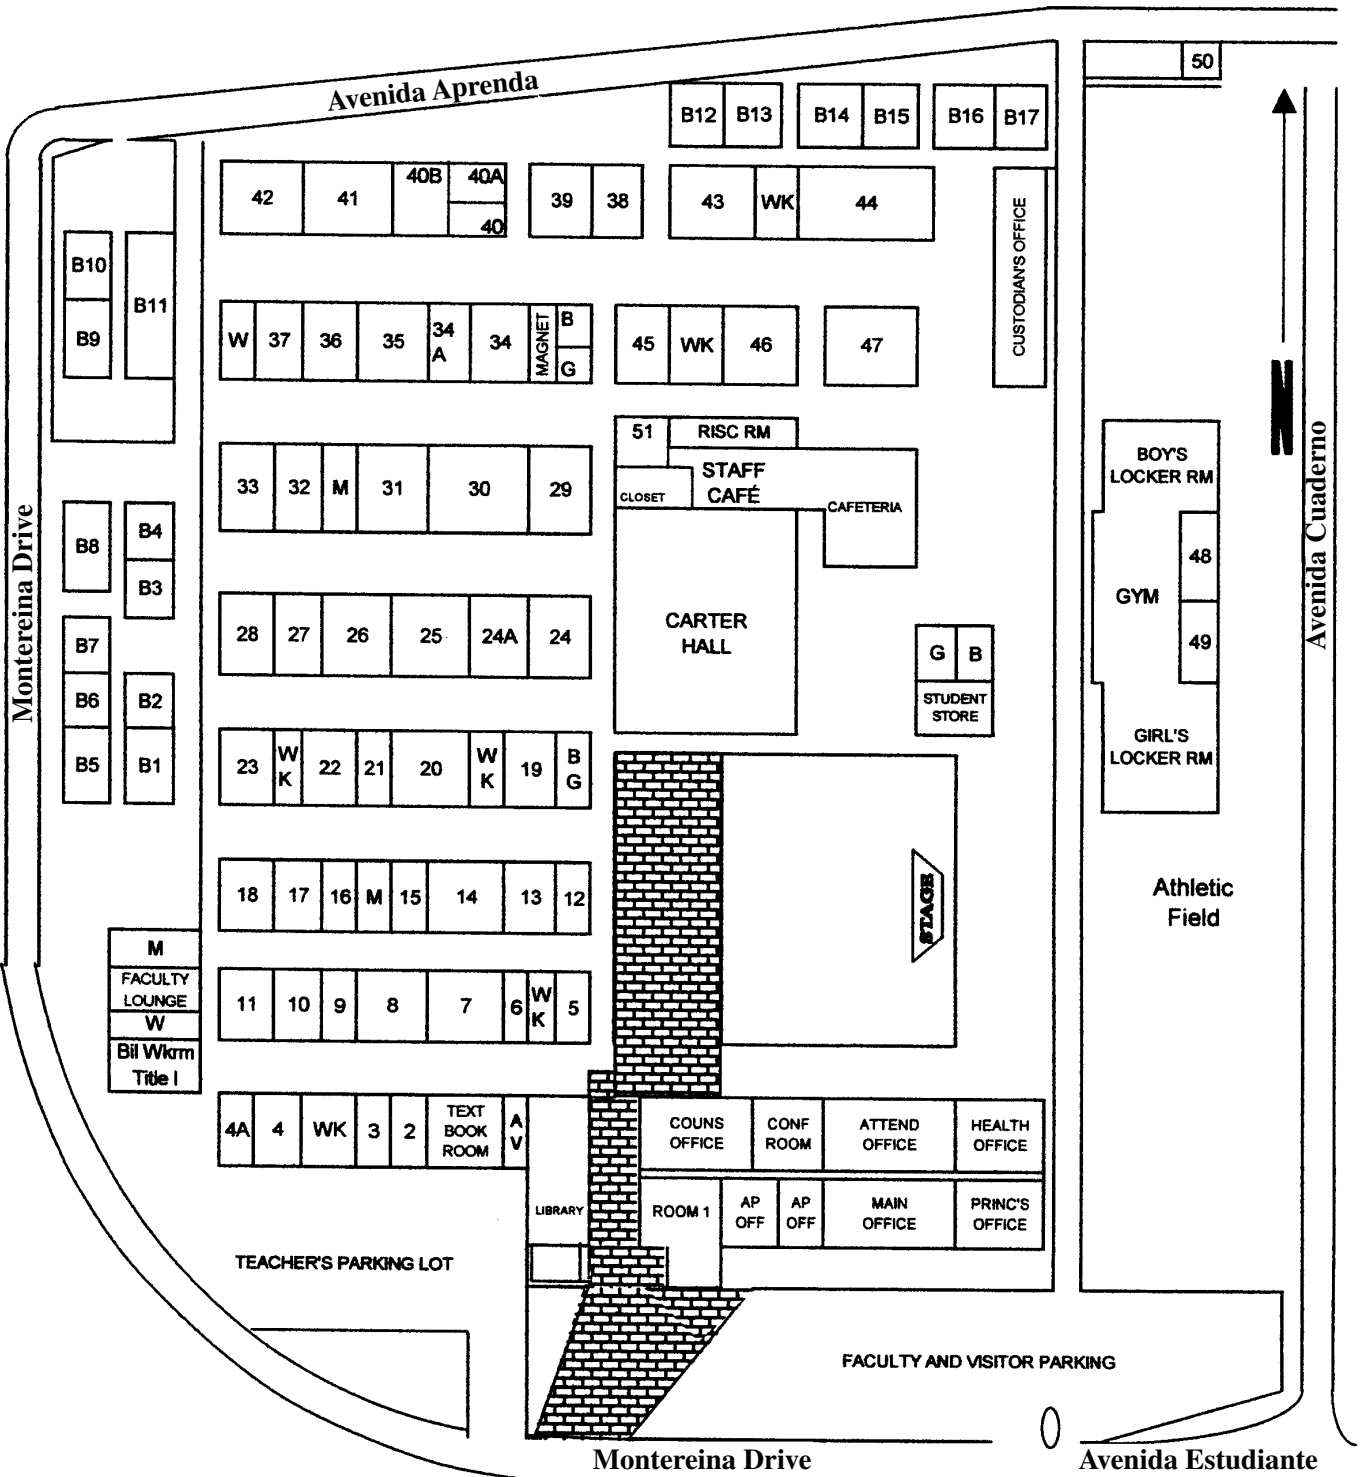 Avenida Aprenda
50
B12 B13 B14 B15 B16 B17
42 41 40B 40A 40 39 38 43 WK 44
CUSTODIAN'S OFFICE
B10
B9
B11
W 37 36 35 34 A 34 MAGNET B G 45 WK 46 47
N
51 RISC RM
STAFF
CAFÉ
CLOSET
CAFETERIA
BOY'S
LOCKER RM
33 32 M 31 30 29
Montereina Drive
Avenida Cuaderno
B8
B4
B3
48
GYM
49
28 27 26 25 24A 24
CARTER
HALL
G B
STUDENT
STORE
B7
B6
B5
B2
B1
GIRL'S
LOCKER RM
23 W K 22 21 20 W K 19 B G
18 17 16 M 15 14 13 12
STAGE
Athletic
Field
M
FACULTY
LOUNGE
W
Bil Wkrm
Title I
11 10 9 8 7 6 W K 5
4A 4 WK 3 2
TEXT
BOOK
ROOM
A
V
COUNS
OFFICE
CONF
ROOM
ATTEND
OFFICE
HEALTH
OFFICE
LIBRARY
ROOM 1
AP
OFF
AP
OFF
MAIN
OFFICE
PRINC'S
OFFICE
TEACHER'S PARKING LOT
FACULTY AND VISITOR PARKING
Montereina Drive
Avenida Estudiante